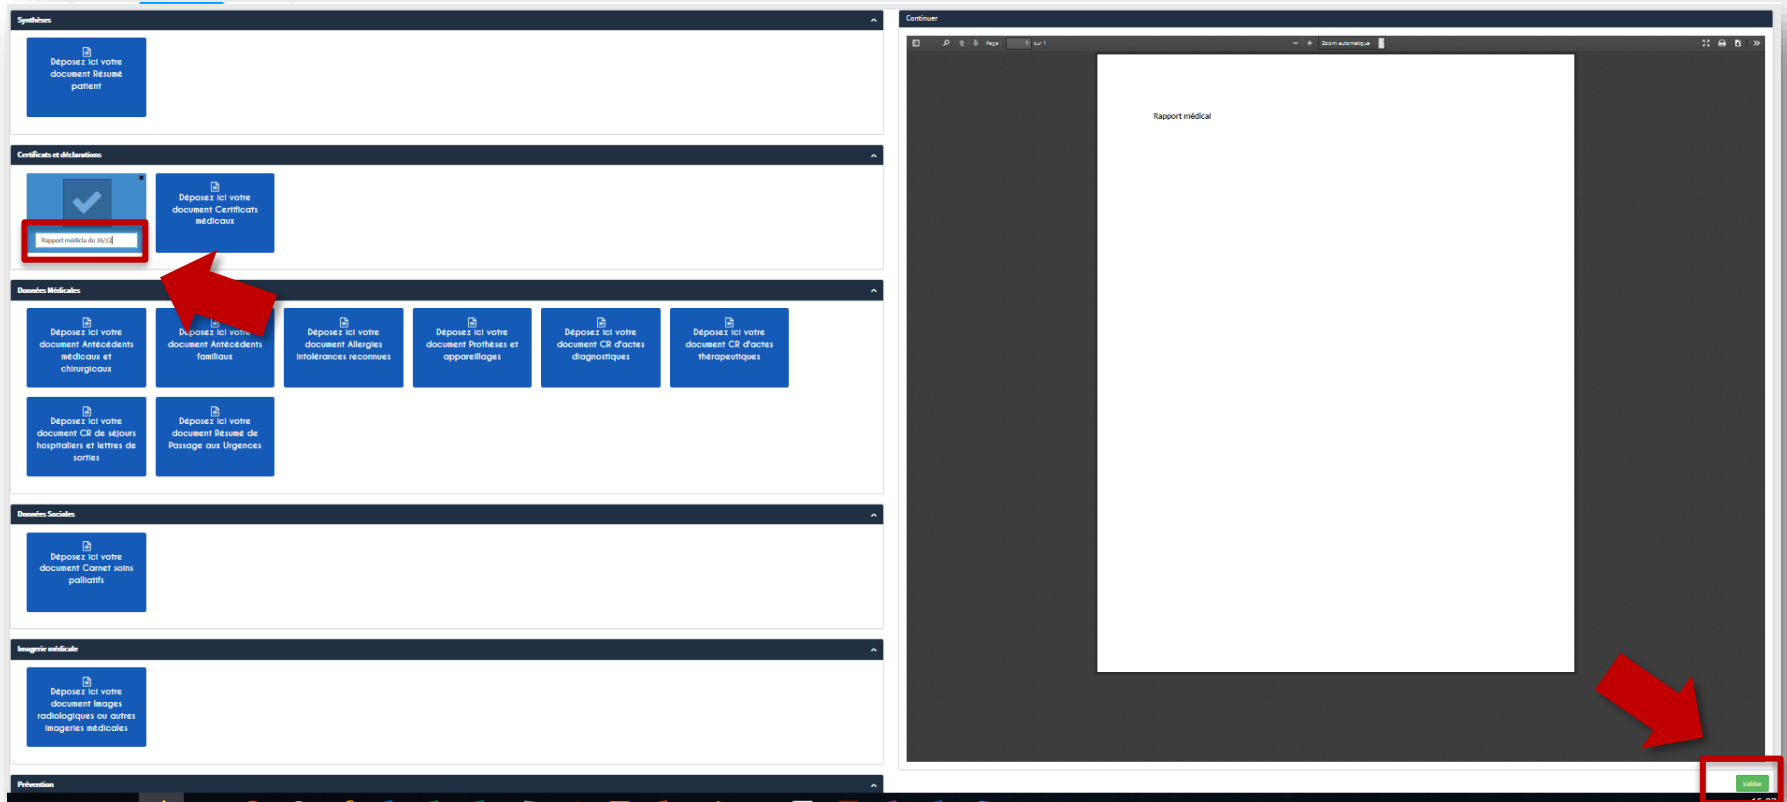 Synthèses
Déposez ici votre
document Résumé
patient
Certificats et déclarations
Rapport médicla du 16/12
Déposez ici votre
document Certificats
médicaux
Données Médicales
Déposez ici votre
document Antécédents
médicaux et
chirurgicaux
Déposez ici votre
document Antécédents
familiaux
Déposez ici votre
document Allergies
intolérances reconnues
Déposez ici votre
document Prothèses et
appareillages
Déposez ici votre
document CR d'actes
diagnostiques
Déposez ici votre
document CR d'actes
thérapeutiques
Déposez ici votre
document CR de séjours
hospitaliers et lettres de
sorties
Déposez ici votre
document Résumé de
Passage aux Urgences
Données Sociales
Déposez ici votre
document Carnet soins
palliatifs
Imagerie médicale
Déposez ici votre
document Images
radiologiques ou autres
imageries médicales
Prévention
Continuer
Page: 1 sur 1
Zoom automatique
Rapport médical
Valider